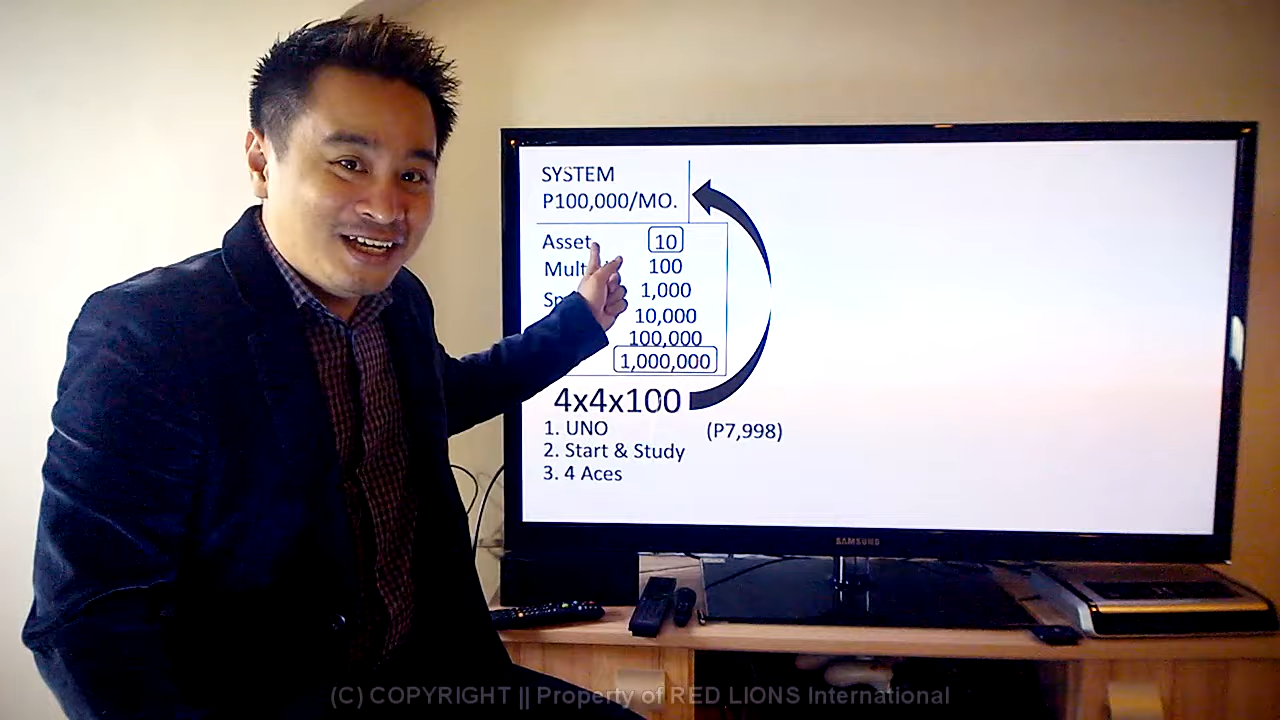 SYSTEM
P100,000/MO.
Asset 10
100
1,000
10,000
100,000
1,000,000
4x4x100
1. UNO (P7,998)
2. Start & Study
3. 4 Aces
SAMSUNG
(C) COPYRIGHT || Property of RED LIONS International